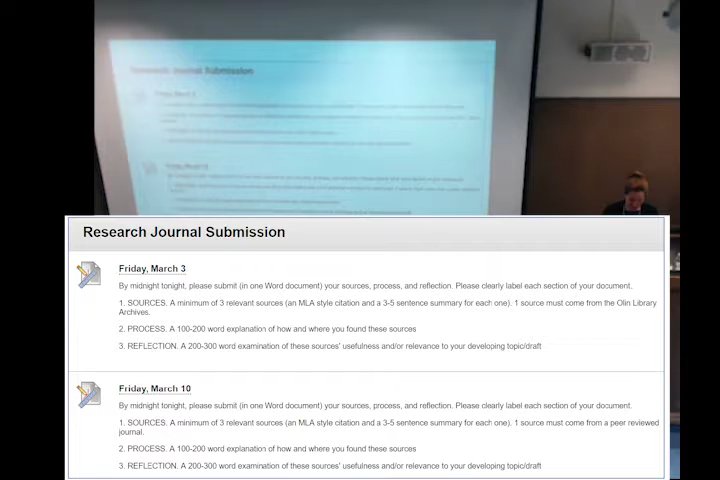 Research Journal Submission
Friday, March 3
Research Journal Submission
Friday, March 3
By midnight tonight, please submit (in one Word document) your sources, process, and reflection. Please clearly label each section of your document.
1. SOURCES. A minimum of 3 relevant sources (an MLA style citation and a 3-5 sentence summary for each one). 1 source must come from the Olin Library
Archives.
2. PROCESS. A 100-200 word explanation of how and where you found these sources
3. REFLECTION. A 200-300 word examination of these sources' usefulness and/or relevance to your developing topic/draft
Friday, March 10
By midnight tonight, please submit (in one Word document) your sources, process, and reflection. Please clearly label each section of your document.
1. SOURCES. A minimum of 3 relevant sources (an MLA style citation and a 3-5 sentence summary for each one). 1 source must come from a peer reviewed
journal.
2. PROCESS. A 100-200 word explanation of how and where you found these sources
3. REFLECTION. A 200-300 word examination of these sources' usefulness and/or relevance to your developing topic/draft